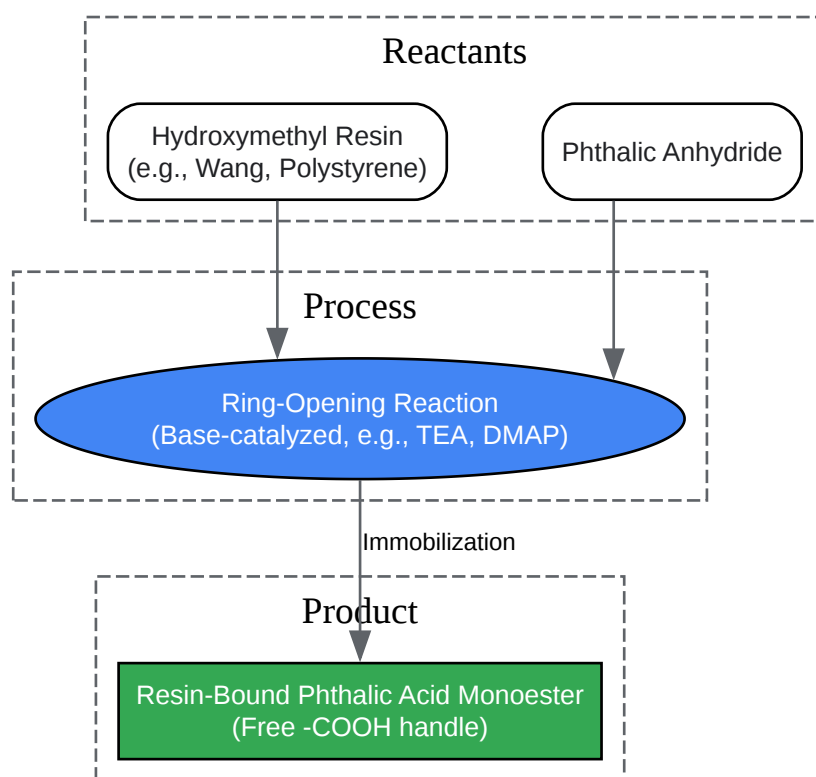 Reactants
Hydroxymethyl Resin
(e.g., Wang, Polystyrene)
Phthalic Anhydride
Process
Ring-Opening Reaction
(Base-catalyzed, e.g., TEA, DMAP)
Immobilization
Product
Resin-Bound Phthalic Acid Monoester
(Free -COOH handle)